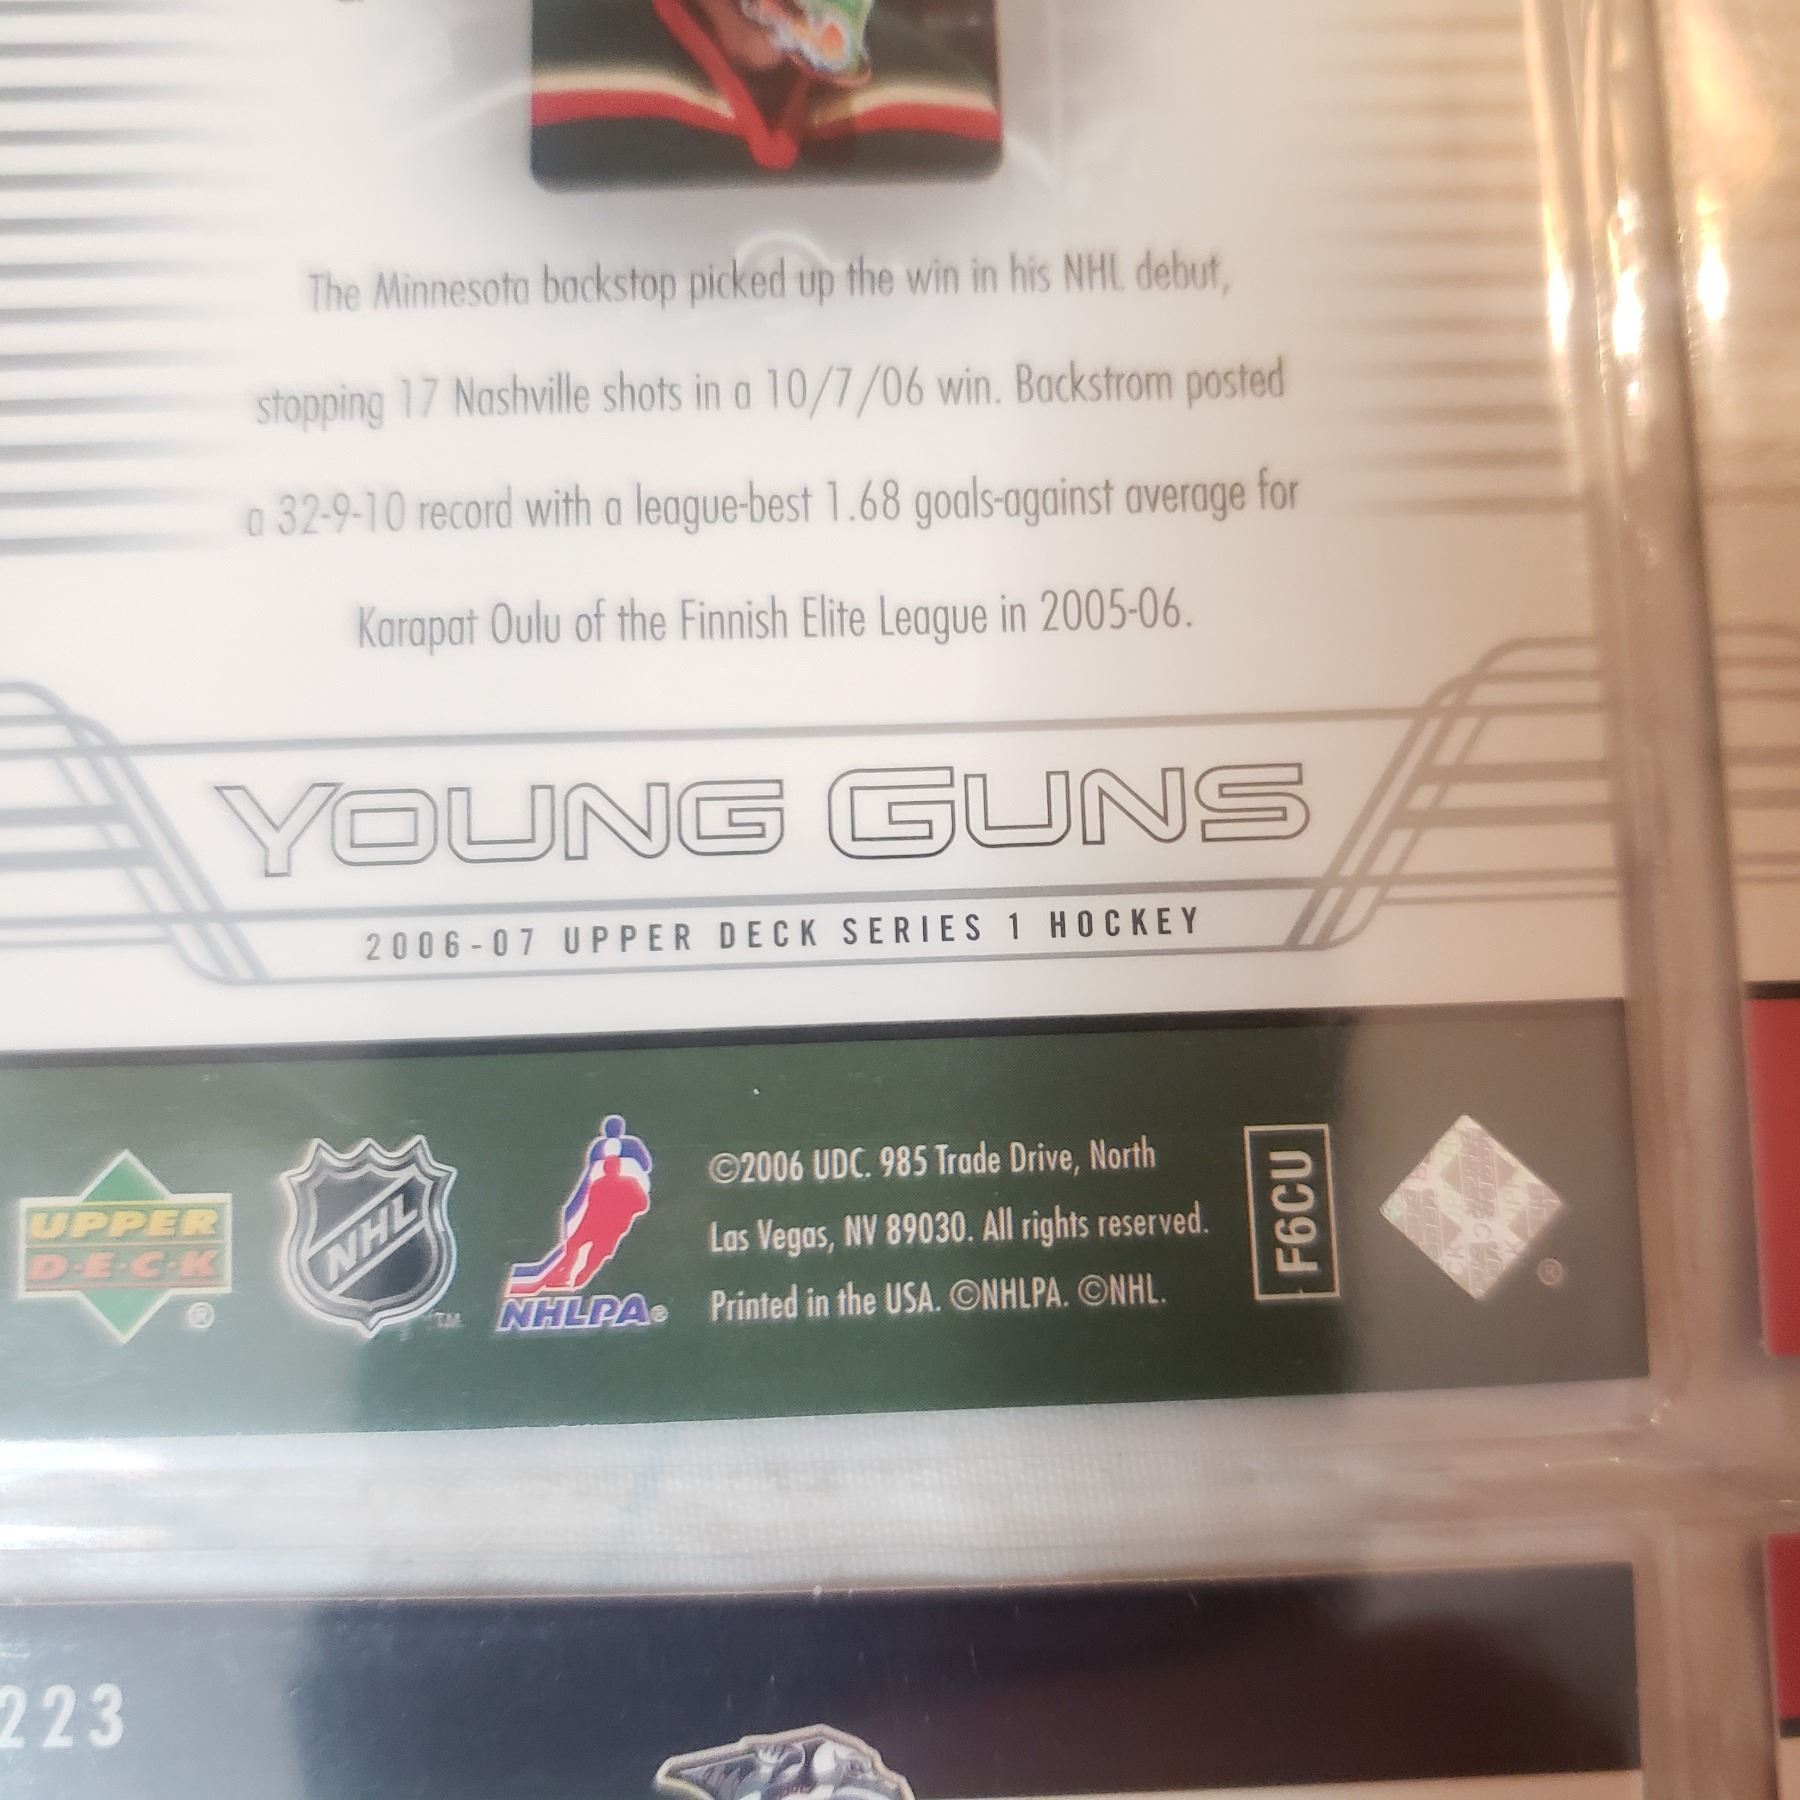 The Minnesota backstop picked up the win in his NHL debut,
stopping 17 Nashville shots in a 10/7/06 win. Backstrom posted
a 32-9-10 record with a league-best 1.68 goals-against average for
Karapat Oulu of the Finnish Elite League in 2005-06.
YOUNG GUNS
2006-07 UPPER DECK SERIES 1 HOCKEY
UPPER
D·E·C·K
®
NHL
TM
NHLPA®
©2006 UDC. 985 Trade Drive, North
Las Vegas, NV 89030. All rights reserved.
Printed in the USA. ©NHLPA. ©NHL.
F6CU
®
223